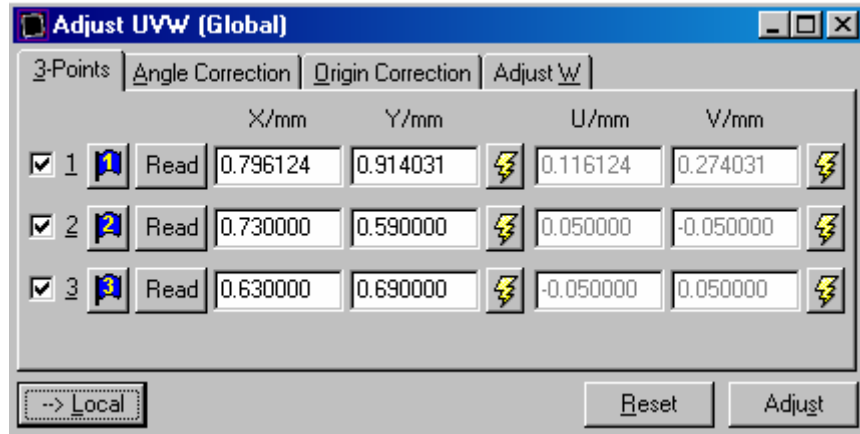 Adjust UVW (Global)
3-Points Angle Correction Origin Correction Adjust W
X/mm Y/mm U/mm V/mm
1 1 Read 0.796124 0.914031 0.116124 0.274031
2 2 Read 0.730000 0.590000 0.050000 -0.050000
3 3 Read 0.630000 0.690000 -0.050000 0.050000
--> Local Reset Adjust